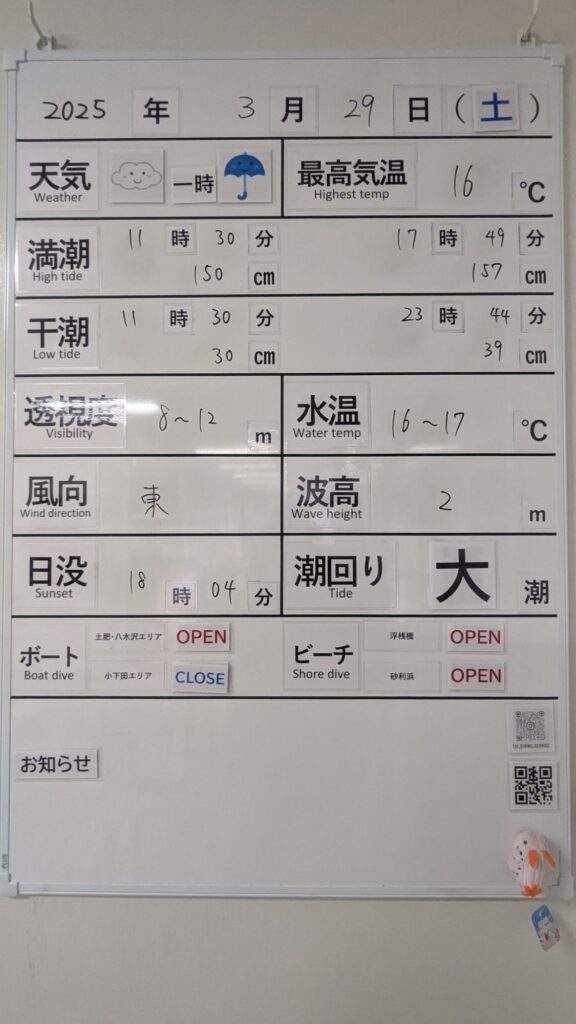 2025 年 3 月 29 日 (土)
天気 一時
Weather
最高気温 16 ℃
Highest temp
満潮 11 時 30 分 17 時 49 分
High tide 150 cm 157 cm
干潮 11 時 30 分 23 時 44 分
Low tide 30 cm 39 cm
透視度 8~12 m
Visibility
水温 16~17 ℃
Water temp
風向 東
Wind direction
波高 2 m
Wave height
日没 18 時 04 分
Sunset
潮回り 大 潮
Tide
ボート
Boat dive
土肥・八木沢エリア OPEN
小下田エリア CLOSE
ビーチ
Shore dive
浮桟橋 OPEN
砂利浜 OPEN
お知らせ
PLUS